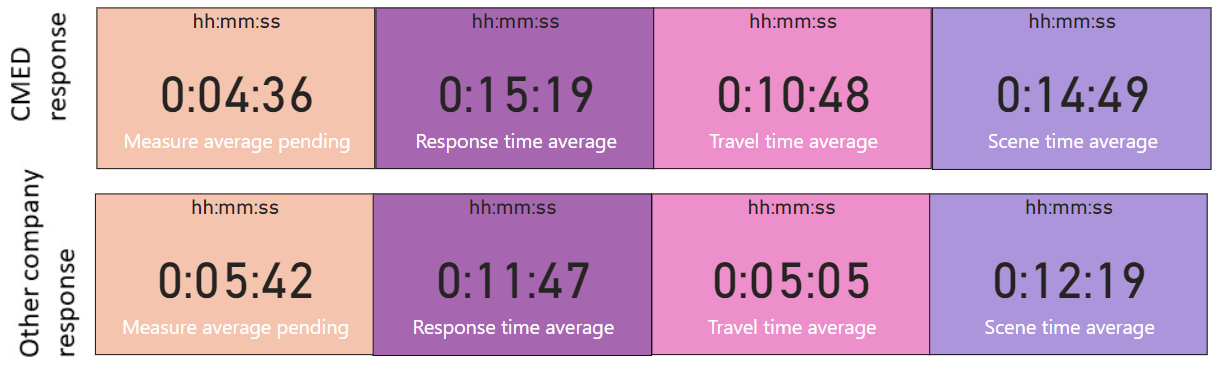 CMED
response
hh:mm:ss
0:04:36
Measure average pending
hh:mm:ss
0:15:19
Response time average
hh:mm:ss
0:10:48
Travel time average
hh:mm:ss
0:14:49
Scene time average
Other company
response
hh:mm:ss
0:05:42
Measure average pending
hh:mm:ss
0:11:47
Response time average
hh:mm:ss
0:05:05
Travel time average
hh:mm:ss
0:12:19
Scene time average